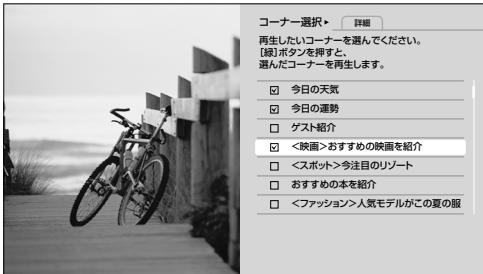 コーナー選択▸ 詳細
再生したいコーナーを選んでください。
［緑］ボタンを押すと、
選んだコーナーを再生します。
今日の天気
今日の運勢
ゲスト紹介
＜映画＞おすすめの映画を紹介
＜スポット＞今注目のリゾート
おすすめの本を紹介
＜ファッション＞人気モデルがこの夏の服